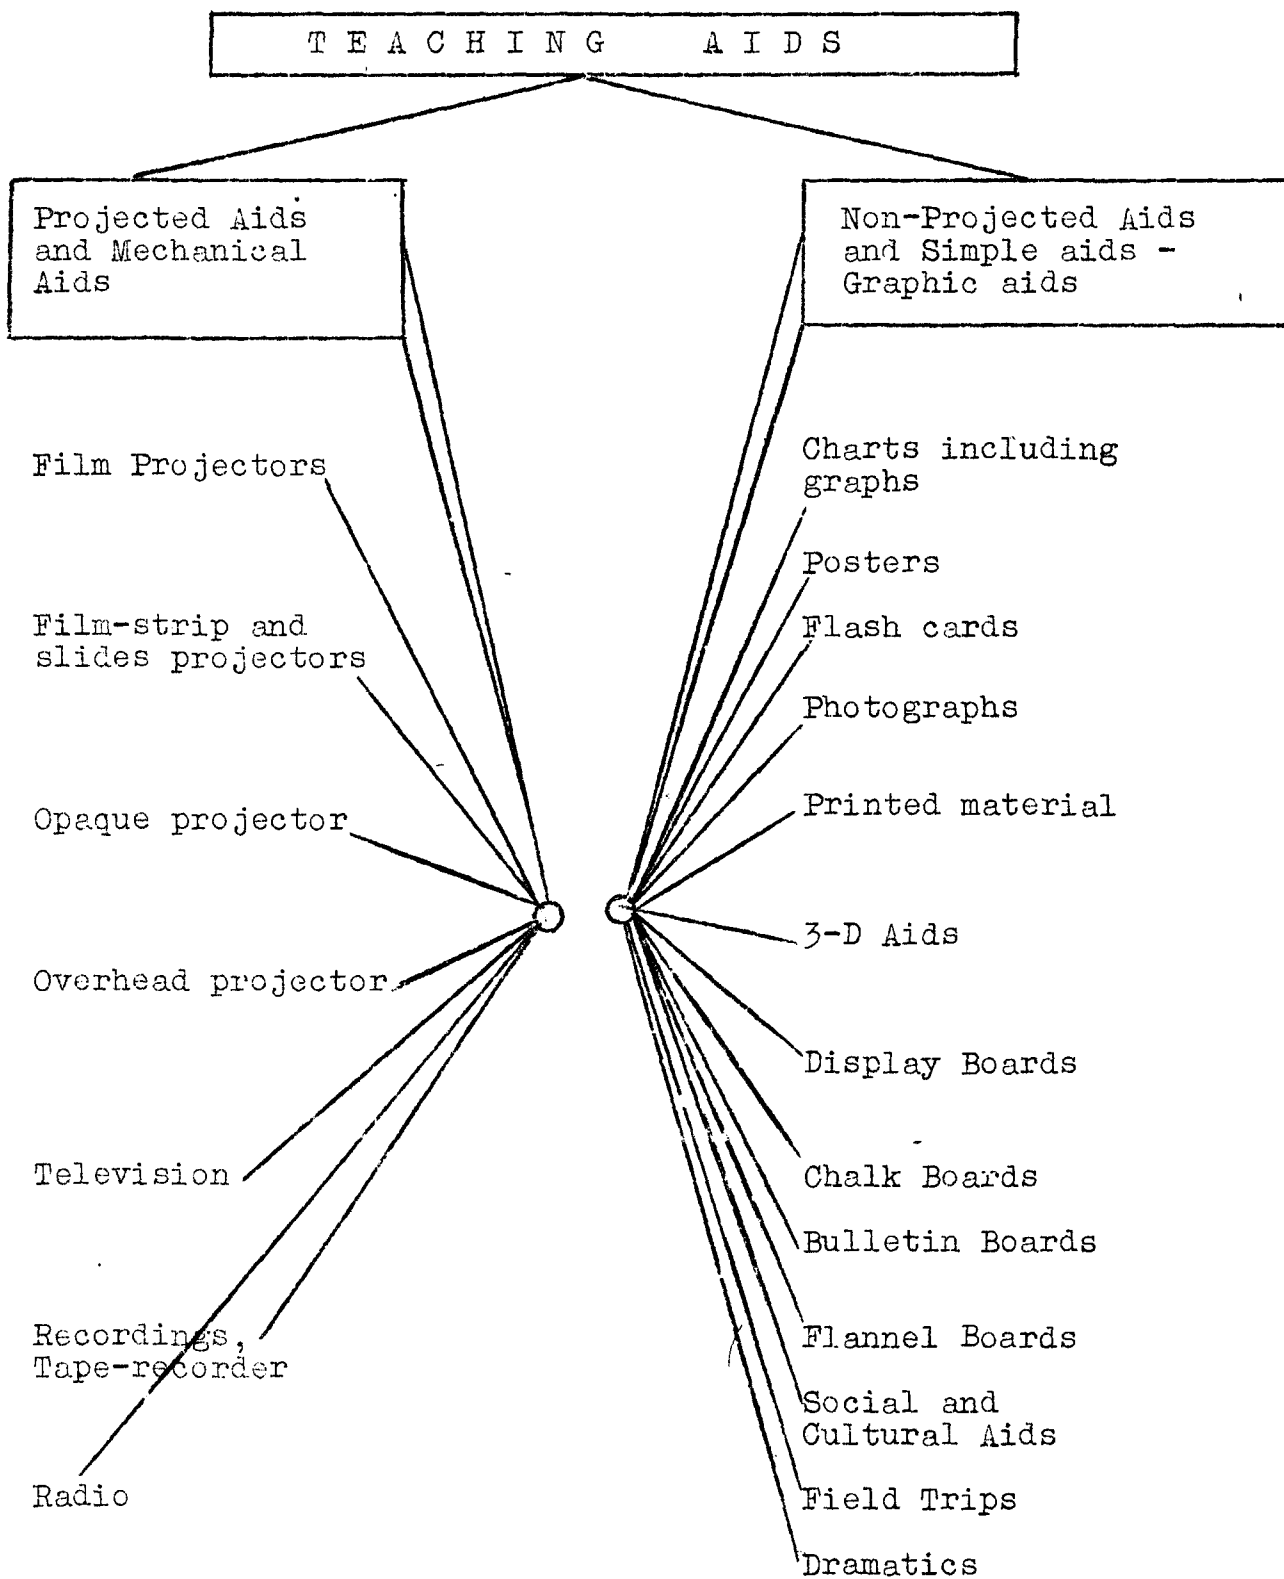 TEACHING AIDS
Projected Aids
and Mechanical
Aids
Film Projectors
Film-strip and
slides projectors
Opaque projector
Overhead projector
Television
Recordings,
Tape-recorder
Radio
Non-Projected Aids
and Simple aids -
Graphic aids
Charts including
graphs
Posters
Flash cards
Photographs
Printed material
3-D Aids
Display Boards
Chalk Boards
Bulletin Boards
Flannel Boards
Social and
Cultural Aids
Field Trips
Dramatics